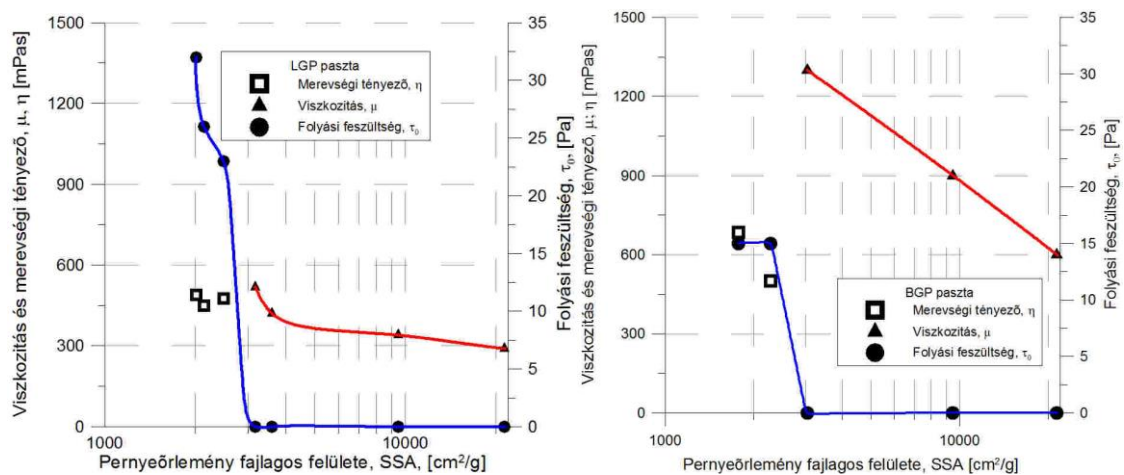 Viszkozitás és merevségi tényező, μ, η [mPas]
1500
1200
900
600
300
0
LGP paszta
Merevségi tényező, η
Viszkozitás, μ
Folyási feszültség, τ₀
35
30
25
20
15
10
5
0
Folyási feszültség, τ₀, [Pa]
1000
10000
Pernyeőrlemény fajlagos felülete, SSA, [cm²/g]
Viszkozitás és merevségi tényező, μ; η [mPas]
1500
1200
900
600
300
0
BGP paszta
Merevségi tényező, η
Viszkozitás, μ
Folyási feszültség, τ₀
35
30
25
20
15
10
5
0
Folyási feszültség, τ₀, [Pa]
1000
10000
Pernyeőrlemény fajlagos felülete, SSA, [cm²/g]